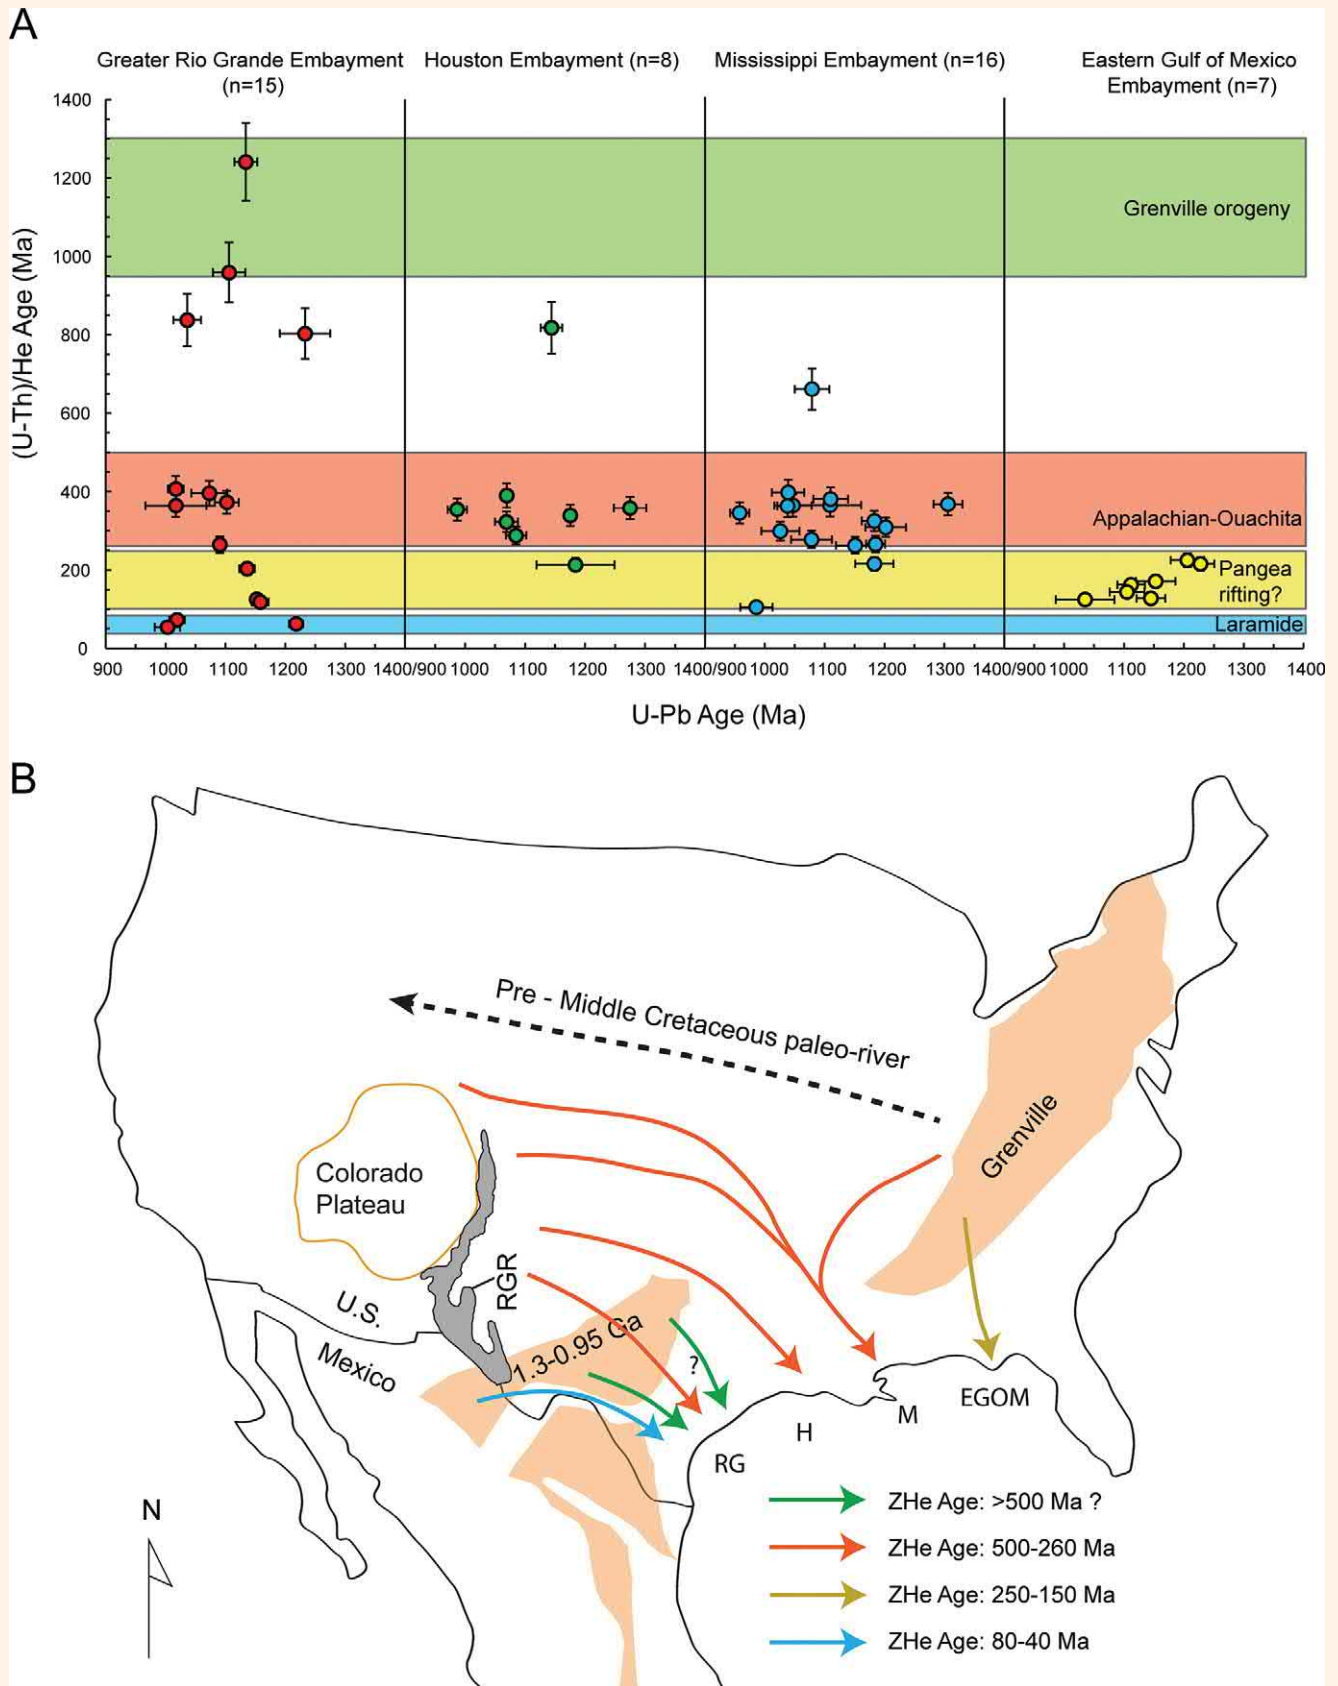 A
Greater Rio Grande Embayment
(n=15)
Houston Embayment (n=8)
Mississippi Embayment (n=16)
Eastern Gulf of Mexico
Embayment (n=7)
(U-Th)/He Age (Ma)
1400
1200
1000
800
600
400
200
0
Grenville orogeny
Appalachian-Ouachita
Pangea
rifting?
Laramide
900 1000 1100 1200 1300 1400/900 1000 1100 1200 1300 1400/900 1000 1100 1200 1300 1400/900 1000 1100 1200 1300 1400
U-Pb Age (Ma)
B
Pre - Middle Cretaceous paleo-river
Grenville
Colorado
Plateau
RGR
U.S.
Mexico
1.3-0.95 Ga
?
EGOM
M
H
RG
N
ZHe Age: >500 Ma ?
ZHe Age: 500-260 Ma
ZHe Age: 250-150 Ma
ZHe Age: 80-40 Ma